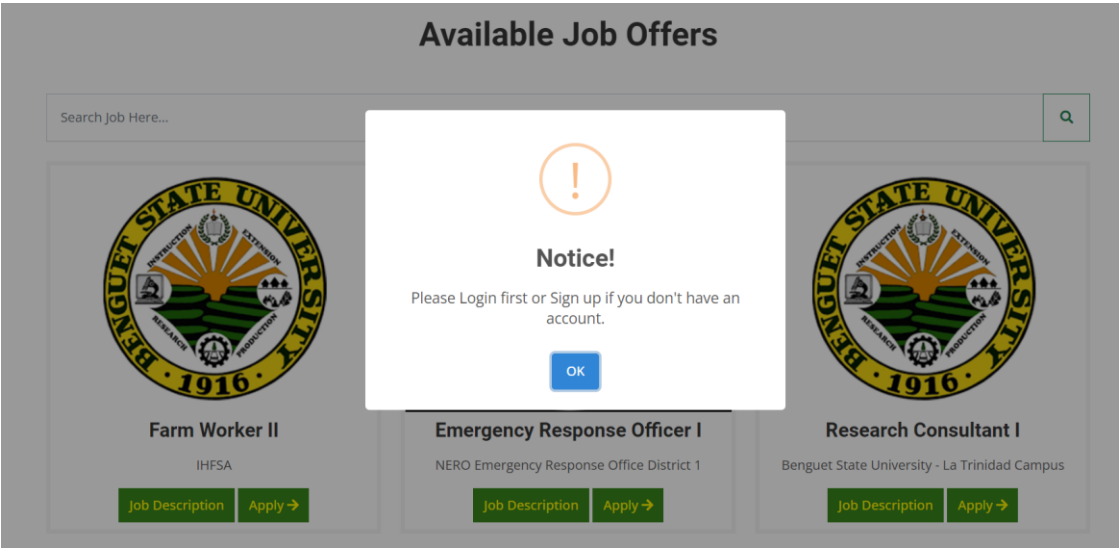 Available Job Offers
Search Job Here...
Notice!
Please Login first or Sign up if you don't have an
account.
OK
BENGUET STATE UNIVERSITY
INSTRUCTION
EXTENSION
RESEARCH
PRODUCTION
1916
BENGUET STATE UNIVERSITY
INSTRUCTION
EXTENSION
RESEARCH
PRODUCTION
1916
Farm Worker II
IHFSA
Job Description
Apply
Emergency Response Officer I
NERO Emergency Response Office District 1
Job Description
Apply
Research Consultant I
Benguet State University - La Trinidad Campus
Job Description
Apply